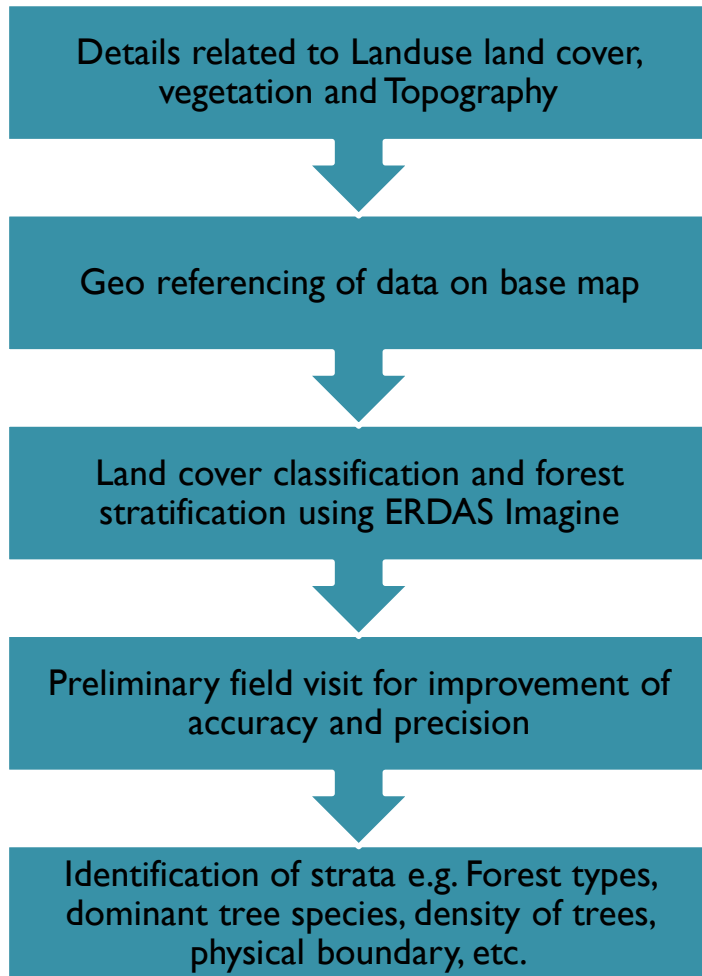 Details related to Landuse land cover,
vegetation and Topography
Geo referencing of data on base map
Land cover classification and forest
stratification using ERDAS Imagine
Preliminary field visit for improvement of
accuracy and precision
Identification of strata e.g. Forest types,
dominant tree species, density of trees,
physical boundary, etc.